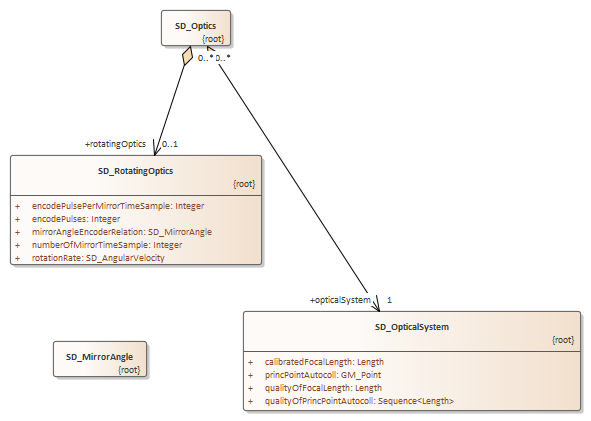 SD_Optics
{root}
0..* 0..*
+rotatingOptics 0..1
SD_RotatingOptics
{root}
+ encodePulsePerMirrorTimeSample: Integer
+ encodePulses: Integer
+ mirrorAngleEncoderRelation: SD_MirrorAngle
+ numberOfMirrorTimeSample: Integer
+ rotationRate: SD_AngularVelocity
+opticalSystem 1
SD_OpticalSystem
{root}
+ calibratedFocalLength: Length
+ princPointAutocoll: GM_Point
+ qualityOfFocalLength: Length
+ qualityOfPrincPointAutocoll: Sequence<Length>
SD_MirrorAngle
{root}